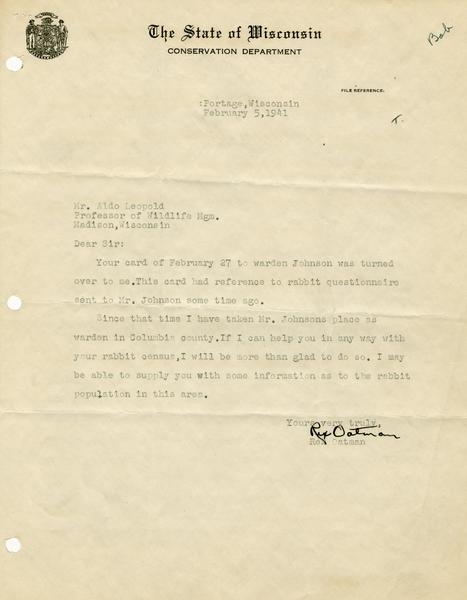 The State of Wisconsin
CONSERVATION DEPARTMENT
Bob
FILE REFERENCE:
:Portage,Wisconsin
February 5,1941
T.
Mr. Aldo Leopold
Professor of Wildlife Mgm.
Madison,Wisconsin
Dear Sir:
Your card of February 27 to warden Johnson was turned
over to me.This card had reference to rabbit questionnaire
sent to Mr. Johnson some time ago.
Since that time I have taken Mr. Johnsons place as
warden in Columbia county.If I can help you in any way with
your rabbit census,I will be more than glad to do so. I may
be able to supply you with some information as to the rabbit
population in this area.
Yours very truly,
Rex Oatman
Rex Oatman